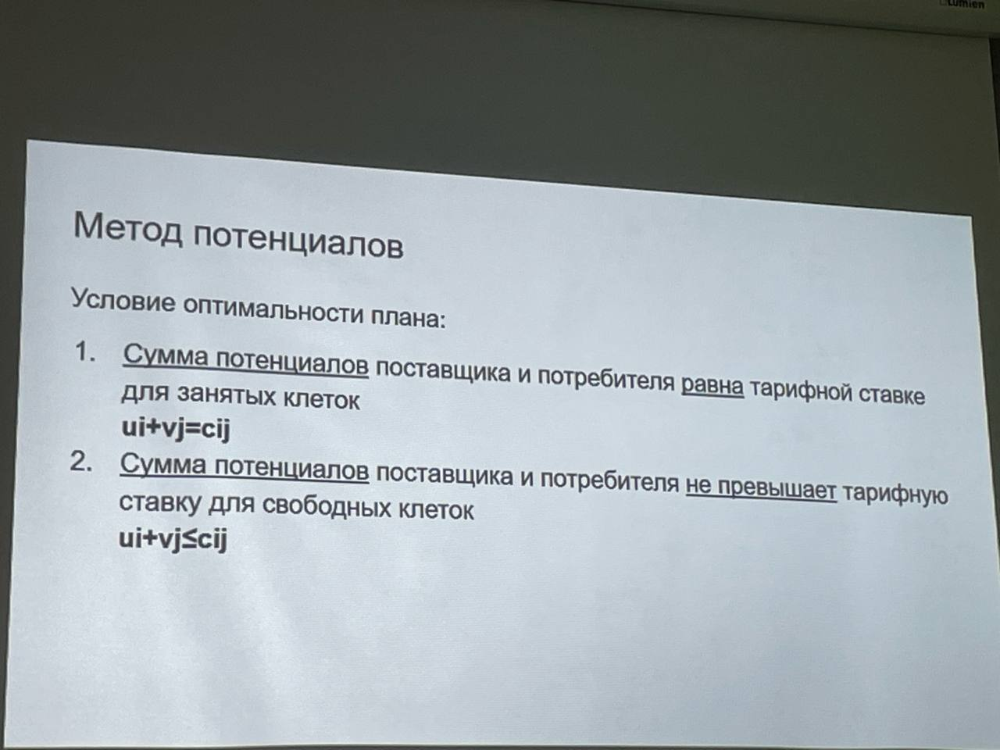 Lumien
Метод потенциалов
Условие оптимальности плана:
1. Сумма потенциалов поставщика и потребителя равна тарифной ставке
для занятых клеток
ui+vj=cij
2. Сумма потенциалов поставщика и потребителя не превышает тарифную
ставку для свободных клеток
ui+vj≤cij